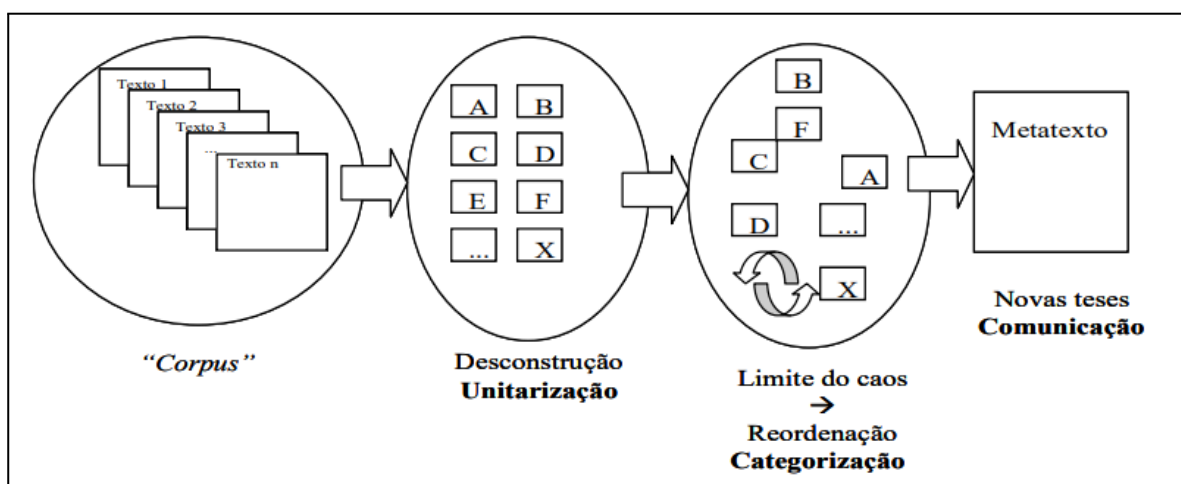 Texto 1
Texto 2
Texto 3
...
Texto n
“Corpus”
A B
C D
E F
... X
Desconstrução
Unitarização
B
F
C
A
D
...
X
Limite do caos
→
Reordenação
Categorização
Metatexto
Novas teses
Comunicação